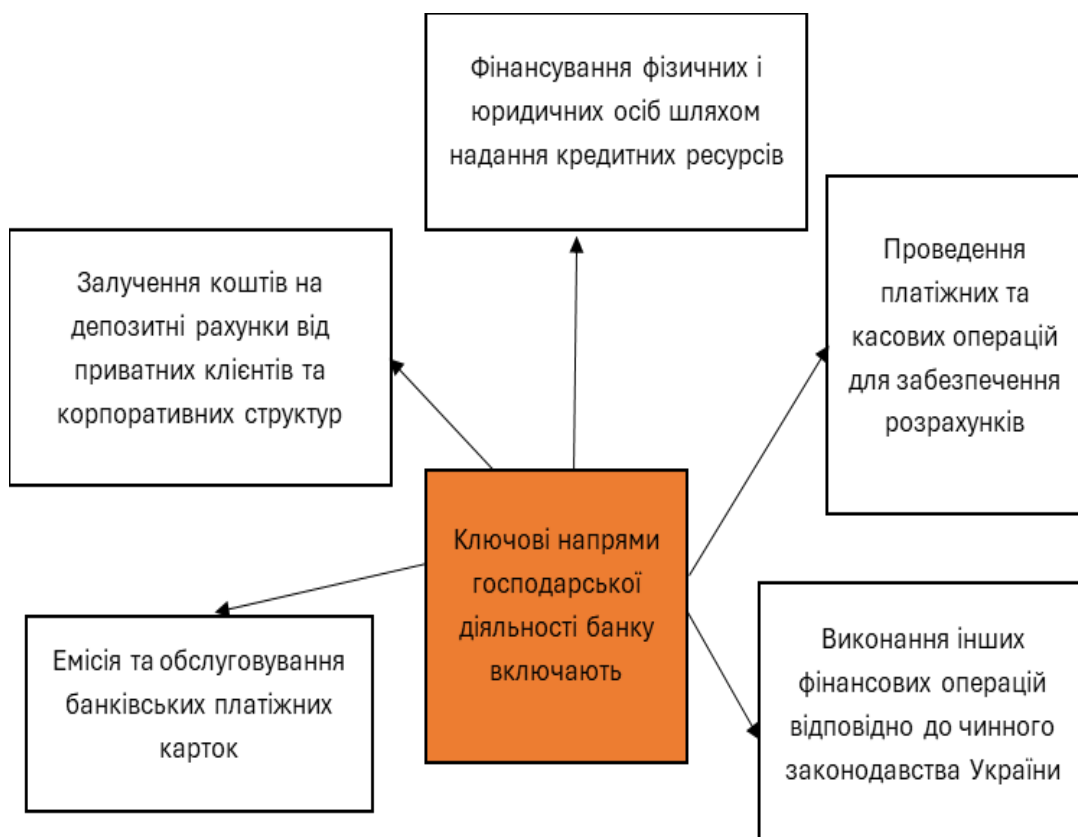 Фінансування фізичних і
юридичних осіб шляхом
надання кредитних ресурсів
Залучення коштів на
депозитні рахунки від
приватних клієнтів та
корпоративних структур
Проведення
платіжних та
касових операцій
для забезпечення
розрахунків
Ключові напрями
господарської
діяльності банку
включають
Емісія та обслуговування
банківських платіжних
карток
Виконання інших
фінансових операцій
відповідно до чинного
законодавства України